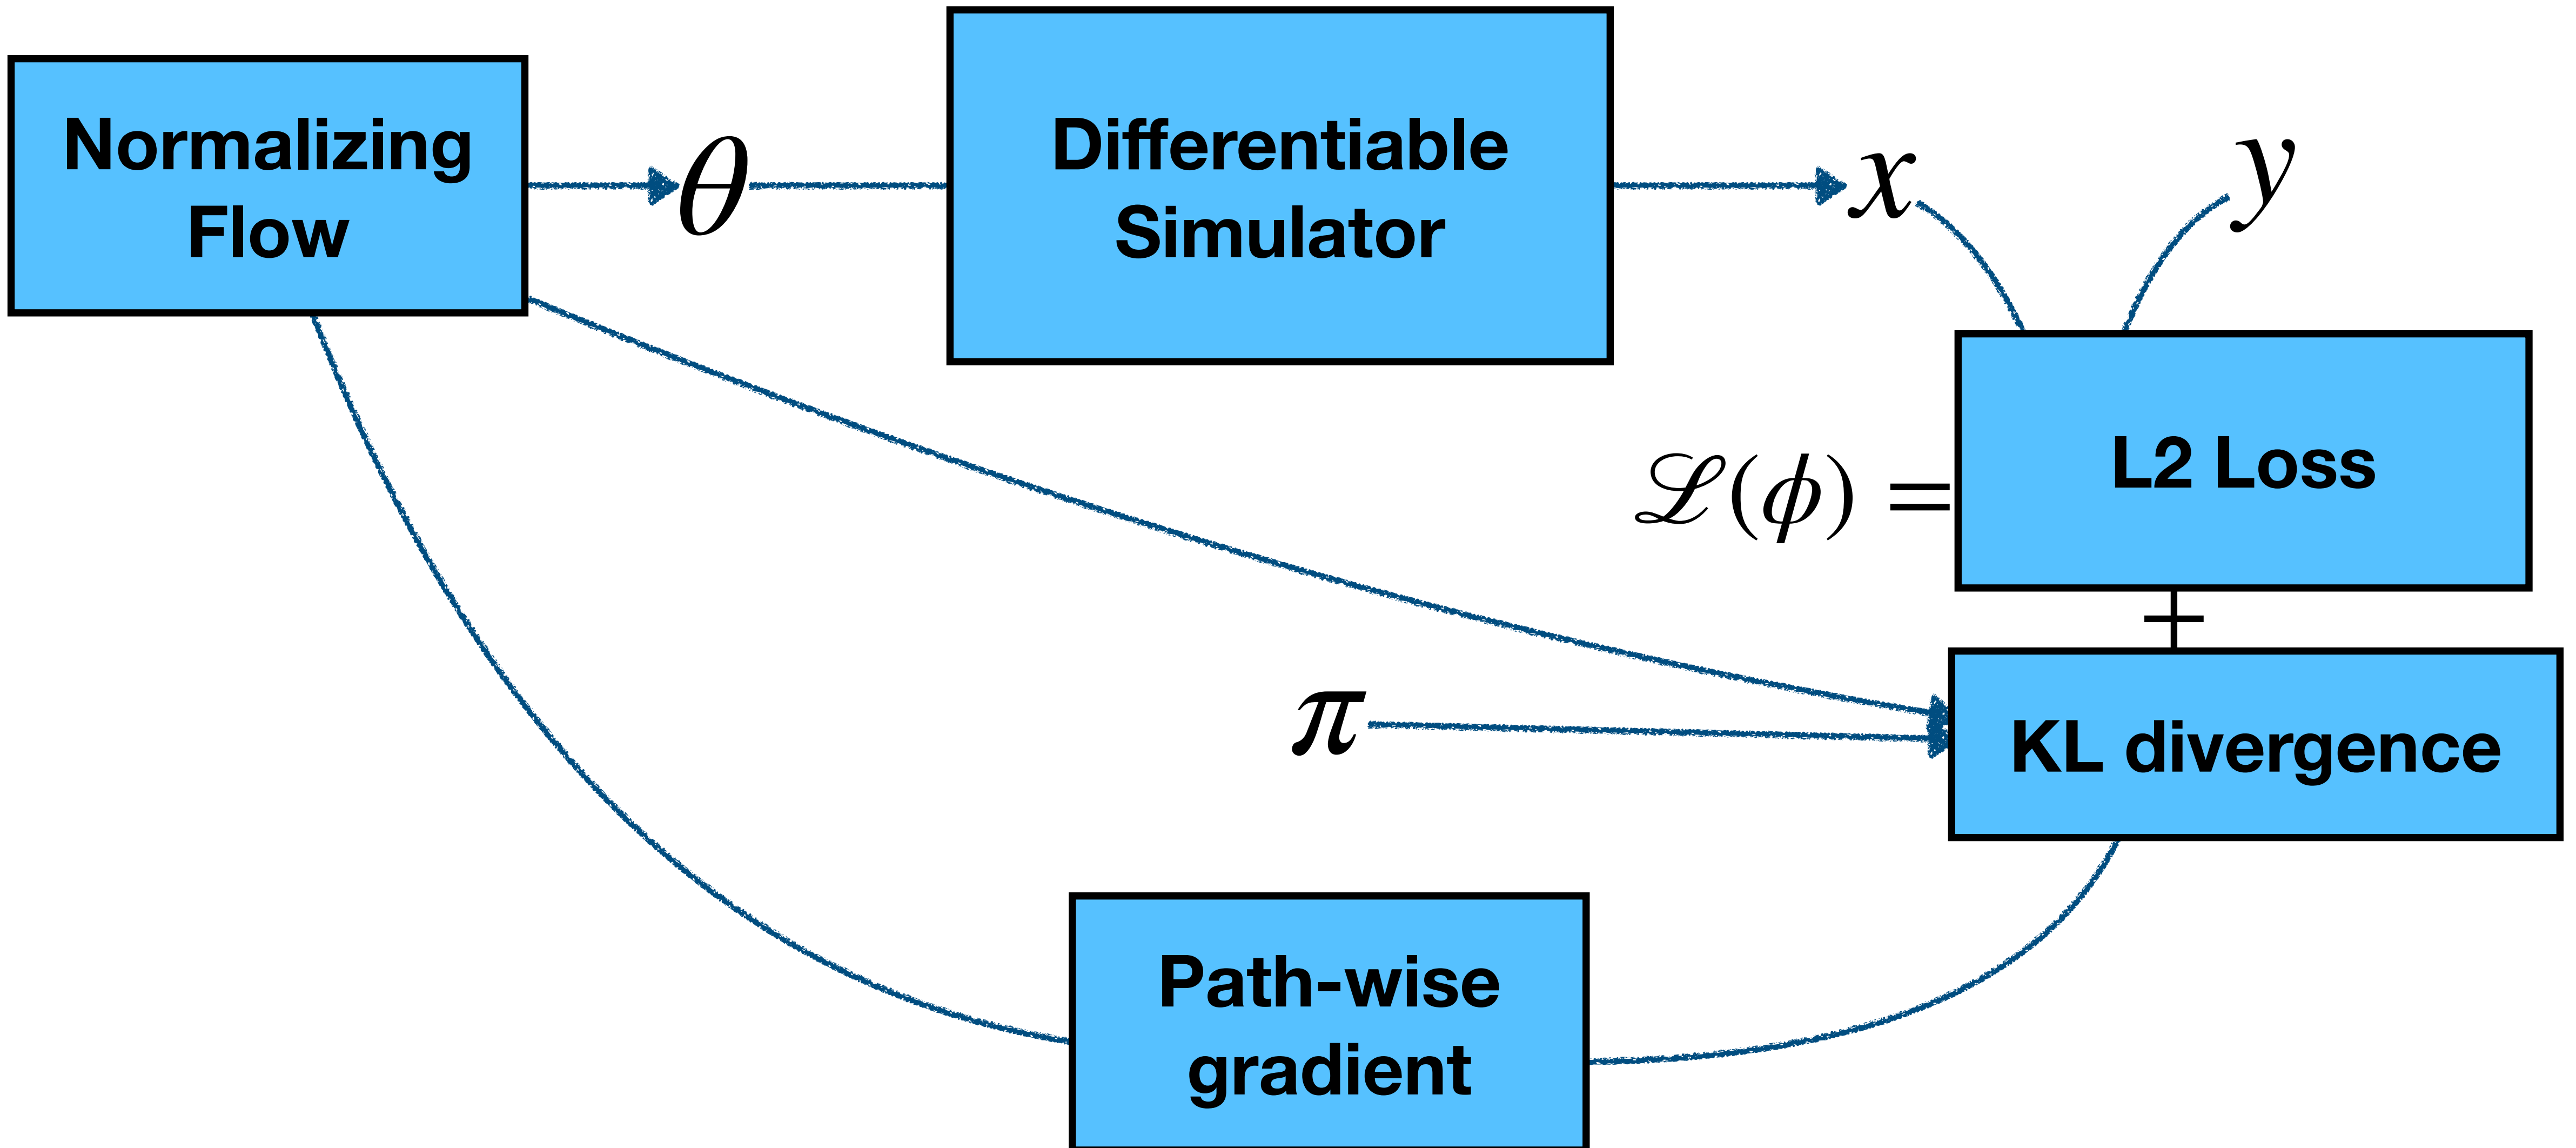 Normalizing
Flow
θ
Differentiable
Simulator
x
y
ℒ(ϕ) =
L2 Loss
+
π
KL divergence
Path-wise
gradient